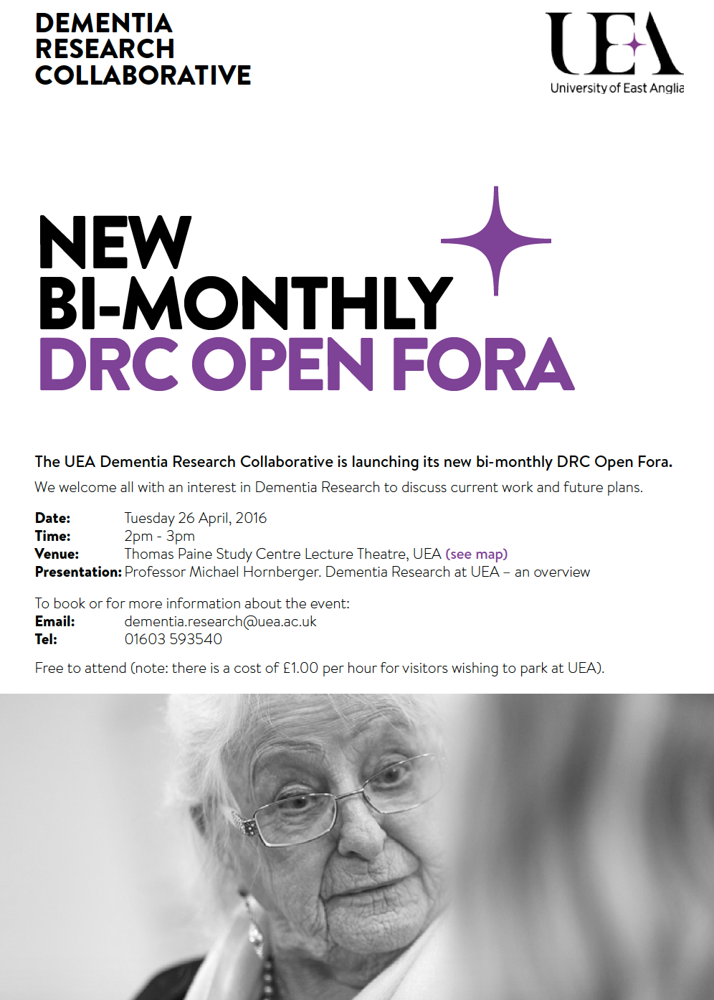 DEMENTIA
RESEARCH
COLLABORATIVE
UEA
University of East Anglia
NEW
BI-MONTHLY
DRC OPEN FORA
The UEA Dementia Research Collaborative is launching its new bi-monthly DRC Open Fora.
We welcome all with an interest in Dementia Research to discuss current work and future plans.
Date: Tuesday 26 April, 2016
Time: 2pm - 3pm
Venue: Thomas Paine Study Centre Lecture Theatre, UEA (see map)
Presentation: Professor Michael Hornberger. Dementia Research at UEA – an overview
To book or for more information about the event:
Email: dementia.research@uea.ac.uk
Tel: 01603 593540
Free to attend (note: there is a cost of £1.00 per hour for visitors wishing to park at UEA).